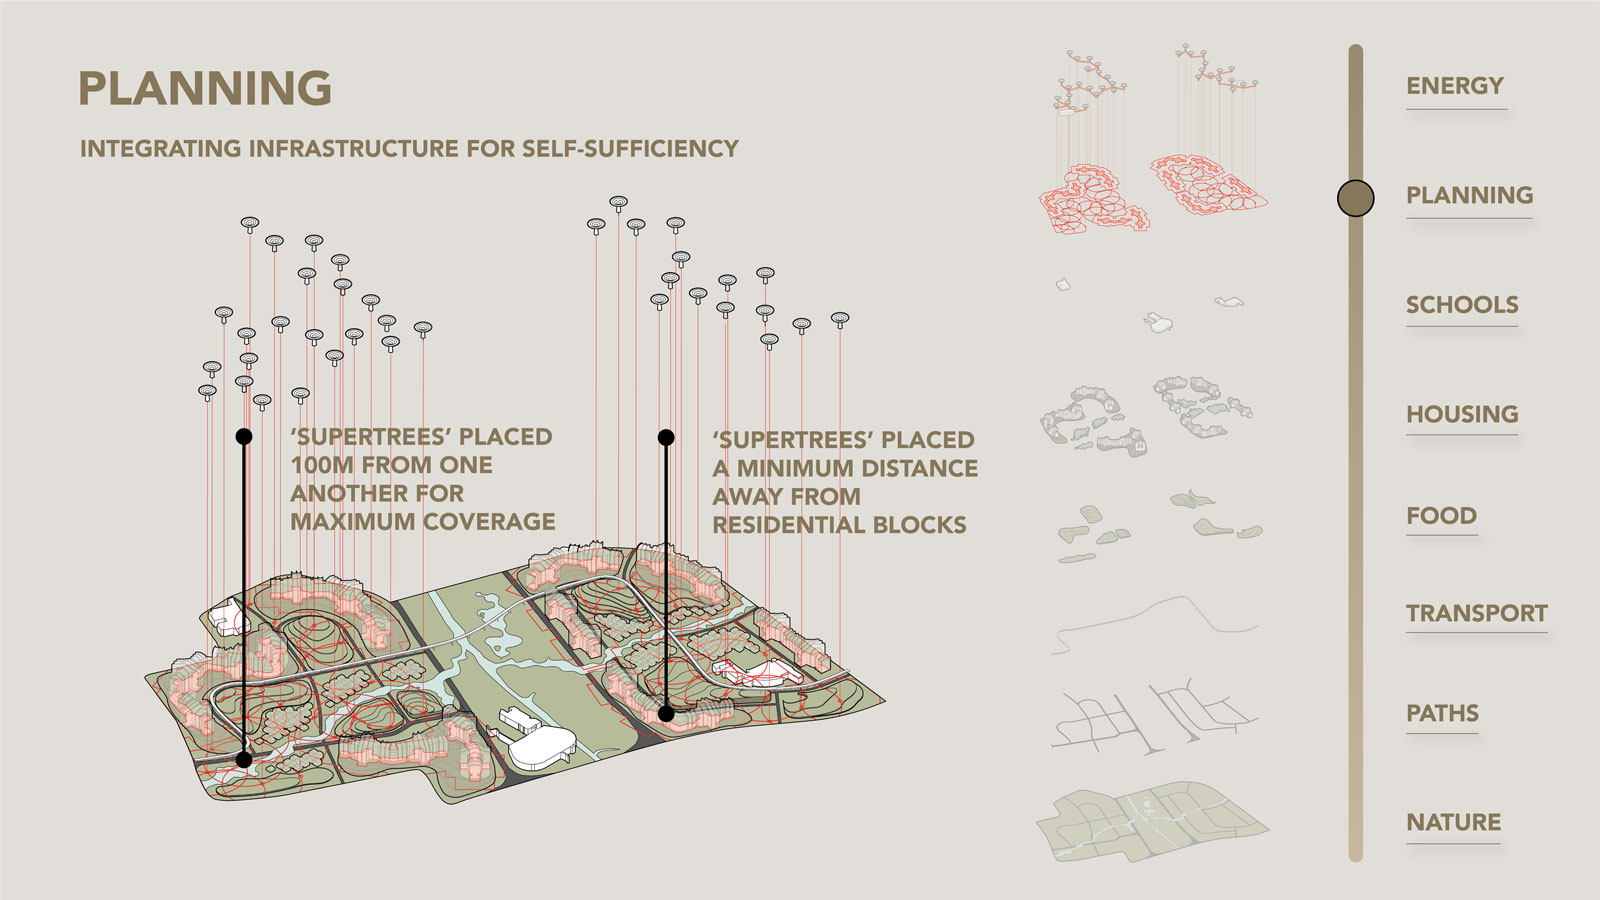 PLANNING
INTEGRATING INFRASTRUCTURE FOR SELF-SUFFICIENCY
‘SUPERTREES’ PLACED
100M FROM ONE
ANOTHER FOR
MAXIMUM COVERAGE
‘SUPERTREES’ PLACED
A MINIMUM DISTANCE
AWAY FROM
RESIDENTIAL BLOCKS
ENERGY
PLANNING
SCHOOLS
HOUSING
FOOD
TRANSPORT
PATHS
NATURE